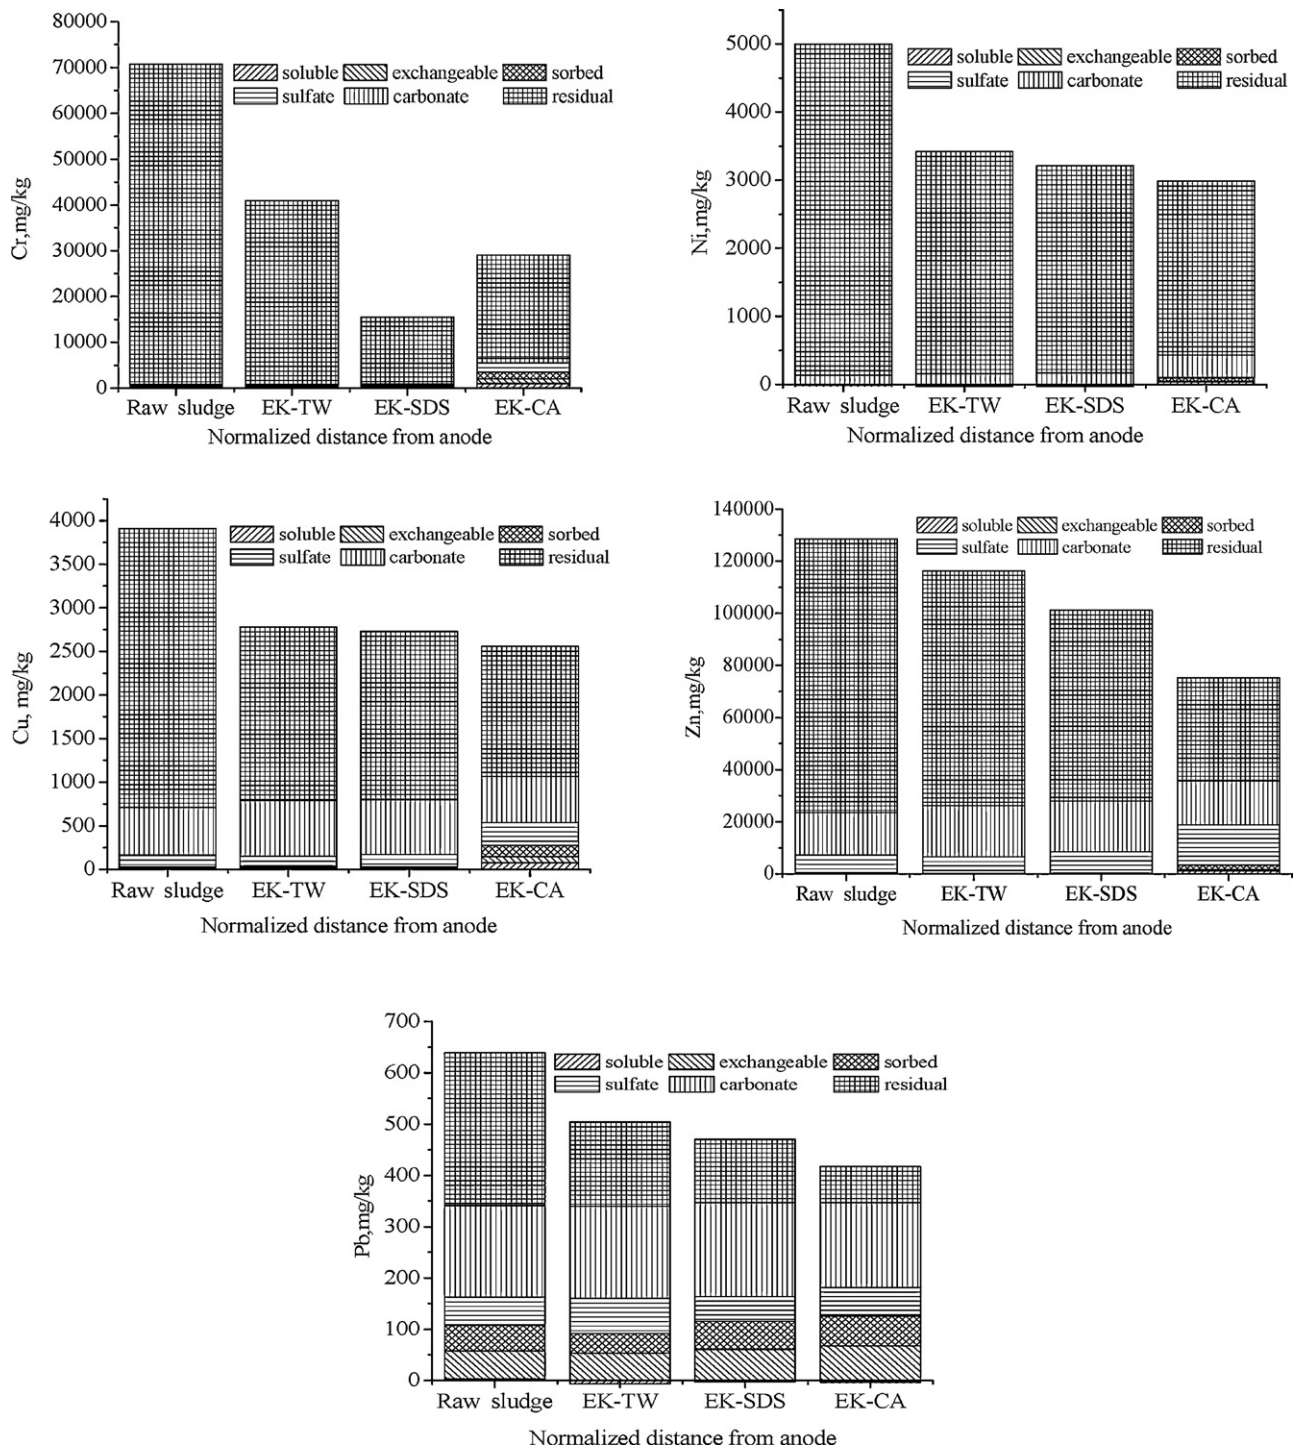 80000
70000
60000
50000
40000
30000
20000
10000
0
Cr,mg/kg
soluble exchangeable sorbed
sulfate carbonate residual
Raw sludge EK-TW EK-SDS EK-CA
Normalized distance from anode
5000
4000
3000
2000
1000
0
Ni,mg/kg
soluble exchangeable sorbed
sulfate carbonate residual
Raw sludge EK-TW EK-SDS EK-CA
Normalized distance from anode
4000
3500
3000
2500
2000
1500
1000
500
0
Cu, mg/kg
soluble exchangeable sorbed
sulfate carbonate residual
Raw sludge EK-TW EK-SDS EK-CA
Normalized distance from anode
140000
120000
100000
80000
60000
40000
20000
0
Zn,mg/kg
soluble exchangeable sorbed
sulfate carbonate residual
Raw sludge EK-TW EK-SDS EK-CA
Normalized distance from anode
700
600
500
400
300
200
100
0
Pb,mg/kg
soluble exchangeable sorbed
sulfate carbonate residual
Raw sludge EK-TW EK-SDS EK-CA
Normalized distance from anode